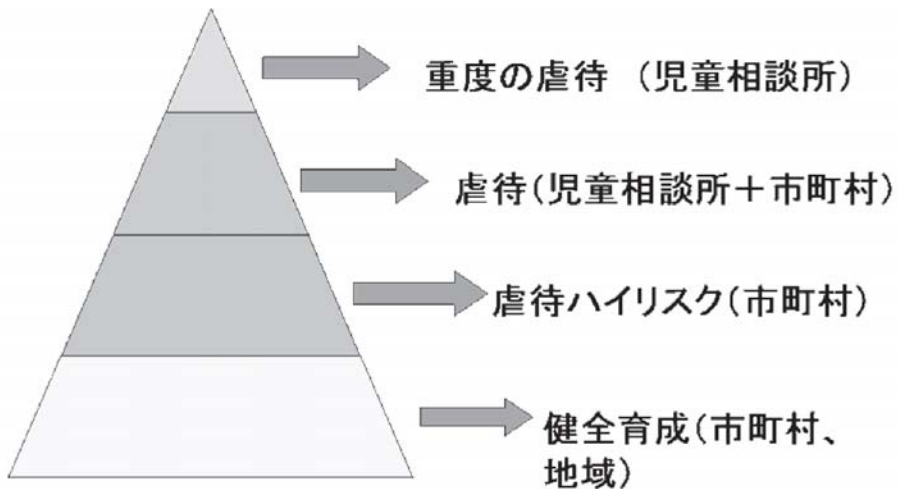 重度の虐待 （児童相談所）
虐待(児童相談所＋市町村)
虐待ハイリスク(市町村)
健全育成(市町村、
地域)